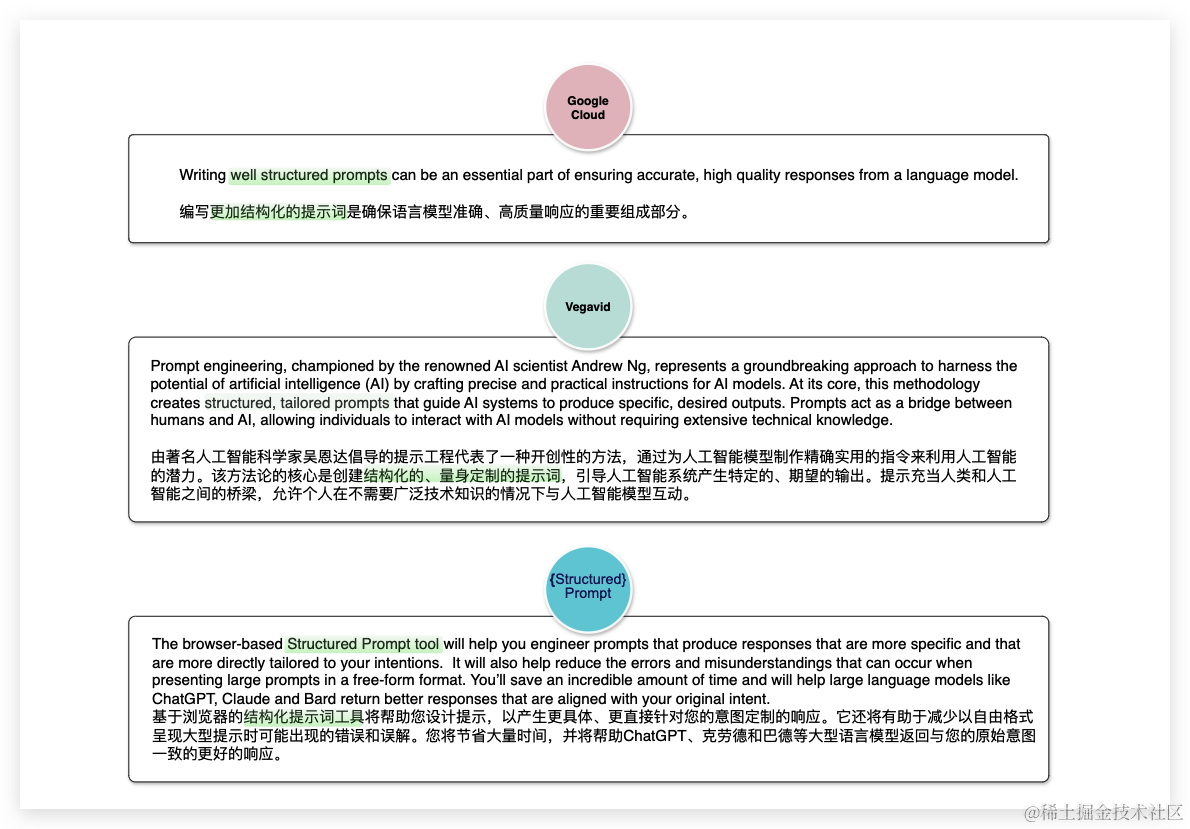 Google
Cloud
Writing well structured prompts can be an essential part of ensuring accurate, high quality responses from a language model.
编写更加结构化的提示词是确保语言模型准确、高质量响应的重要组成部分。
Vegavid
Prompt engineering, championed by the renowned AI scientist Andrew Ng, represents a groundbreaking approach to harness the
potential of artificial intelligence (AI) by crafting precise and practical instructions for AI models. At its core, this methodology
creates structured, tailored prompts that guide AI systems to produce specific, desired outputs. Prompts act as a bridge between
humans and AI, allowing individuals to interact with AI models without requiring extensive technical knowledge.
由著名人工智能科学家吴恩达倡导的提示工程代表了一种开创性的方法，通过为人工智能模型制作精确实用的指令来利用人工智能
的潜力。该方法论的核心是创建结构化的、量身定制的提示词，引导人工智能系统产生特定的、期望的输出。提示充当人类和人工
智能之间的桥梁，允许个人在不需要广泛技术知识的情况下与人工智能模型互动。
{Structured}
Prompt
The browser-based Structured Prompt tool will help you engineer prompts that produce responses that are more specific and that
are more directly tailored to your intentions.  It will also help reduce the errors and misunderstandings that can occur when
presenting large prompts in a free-form format. You’ll save an incredible amount of time and will help large language models like
ChatGPT, Claude and Bard return better responses that are aligned with your original intent.
基于浏览器的结构化提示词工具将帮助您设计提示，以产生更具体、更直接针对您的意图定制的响应。它还将有助于减少以自由格式
呈现大型提示时可能出现的错误和误解。您将节省大量时间，并将帮助ChatGPT、克劳德和巴德等大型语言模型返回与您的原始意图
一致的更好的响应。
@稀土掘金技术社区